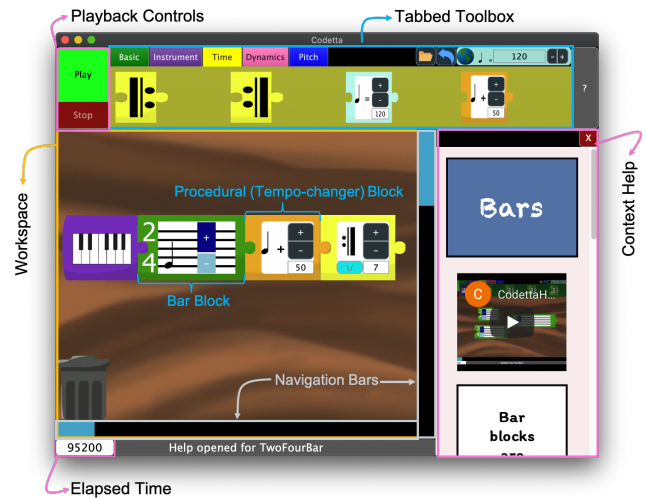 Playback Controls
Tabbed Toolbox
Codetta
Play
Stop
Basic
Instrument
Time
Dynamics
Pitch
= 120 - +
?
= + - 120
+ + - 50
X
Workspace
Procedural (Tempo-changer) Block
2
4
+
-
+ + - 50
+ - \/ 7
Bar Block
Navigation Bars
Bars
C CodettaH...
Bar
blocks
are
Context Help
95200
Help opened for TwoFourBar
Elapsed Time